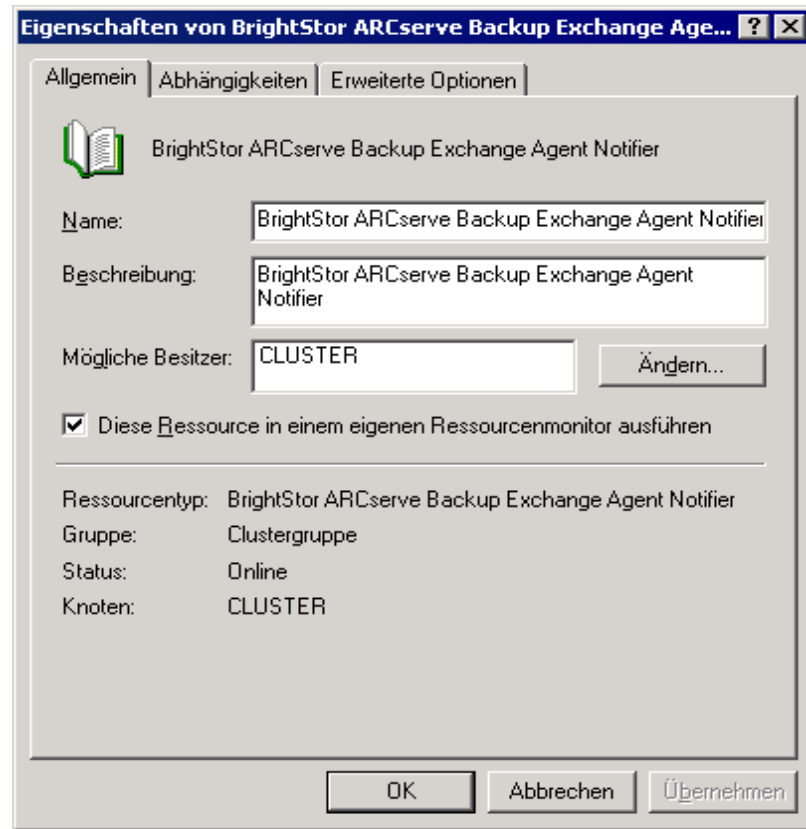 Eigenschaften von BrightStor ARCserve Backup Exchange Age...
Allgemein Abhängigkeiten Erweiterte Optionen
BrightStor ARCserve Backup Exchange Agent Notifier
Name: BrightStor ARCserve Backup Exchange Agent Notifier
Beschreibung: BrightStor ARCserve Backup Exchange Agent
Notifier
Mögliche Besitzer: CLUSTER Ändern...
Diese Ressource in einem eigenen Ressourcenmonitor ausführen
Ressourcentyp: BrightStor ARCserve Backup Exchange Agent Notifier
Gruppe: Clustergruppe
Status: Online
Knoten: CLUSTER
OK Abbrechen Übernehmen